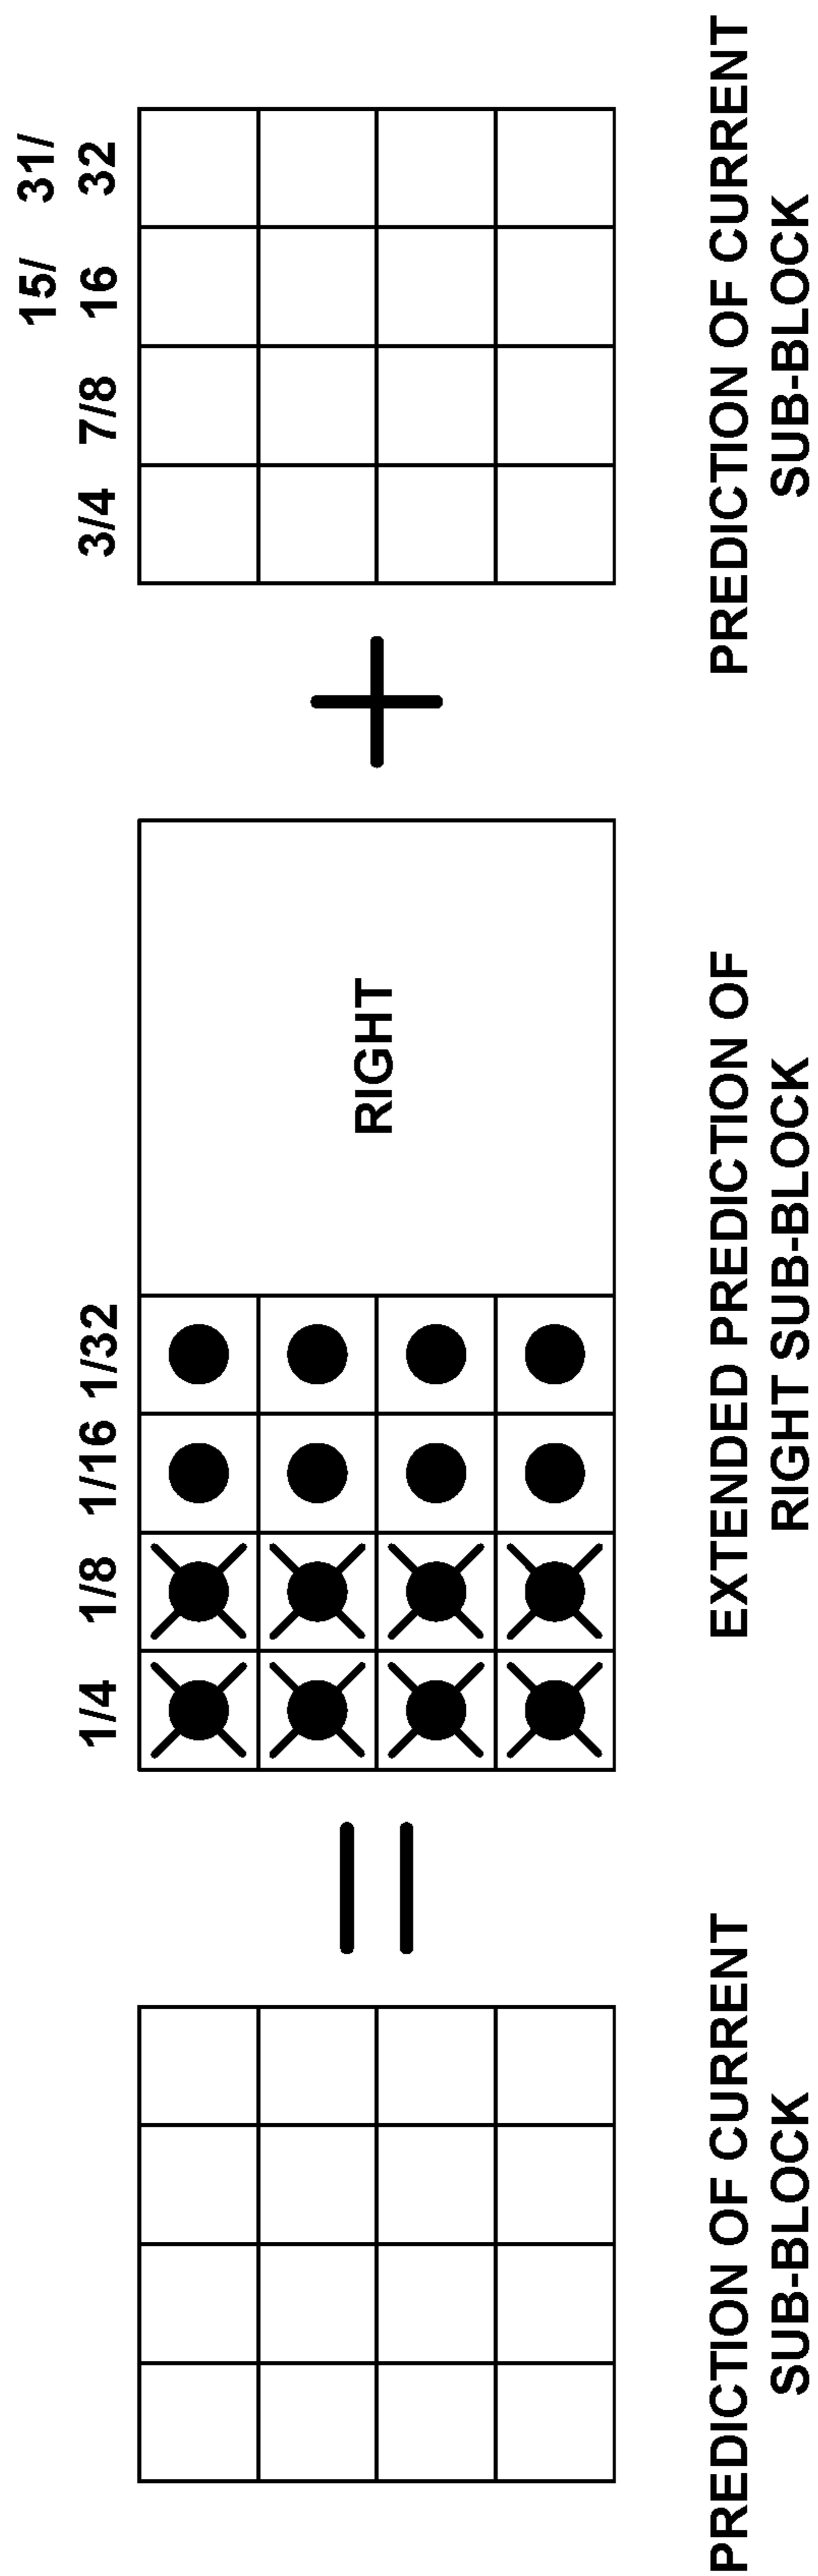 15/ 31/
1/4 1/8 1/16 1/32 3/4 7/8 16 32
RIGHT
PREDICTION OF CURRENT
SUB-BLOCK
EXTENDED PREDICTION OF
RIGHT SUB-BLOCK
PREDICTION OF CURRENT
SUB-BLOCK